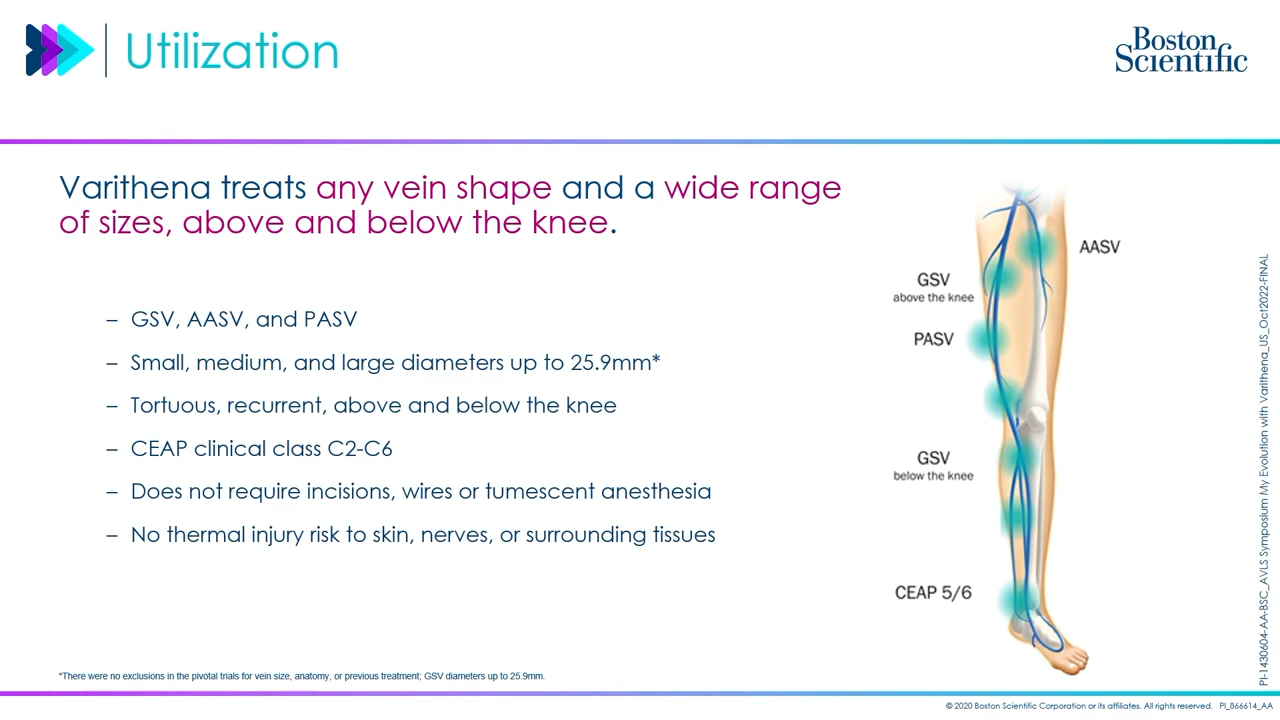 Utilization
Boston
Scientific
Varithena treats any vein shape and a wide range
of sizes, above and below the knee.
– GSV, AASV, and PASV
– Small, medium, and large diameters up to 25.9mm*
– Tortuous, recurrent, above and below the knee
– CEAP clinical class C2-C6
– Does not require incisions, wires or tumescent anesthesia
– No thermal injury risk to skin, nerves, or surrounding tissues
AASV
GSV
above the knee
PASV
GSV
below the knee
CEAP 5/6
PI-1430604-AA-BSC_AVLS Symposium My Evolution with Varithena_US_Oct2022-FINAL
*There were no exclusions in the pivotal trials for vein size, anatomy, or previous treatment; GSV diameters up to 25.9mm.
© 2020 Boston Scientific Corporation or its affiliates. All rights reserved. PI_866614_AA